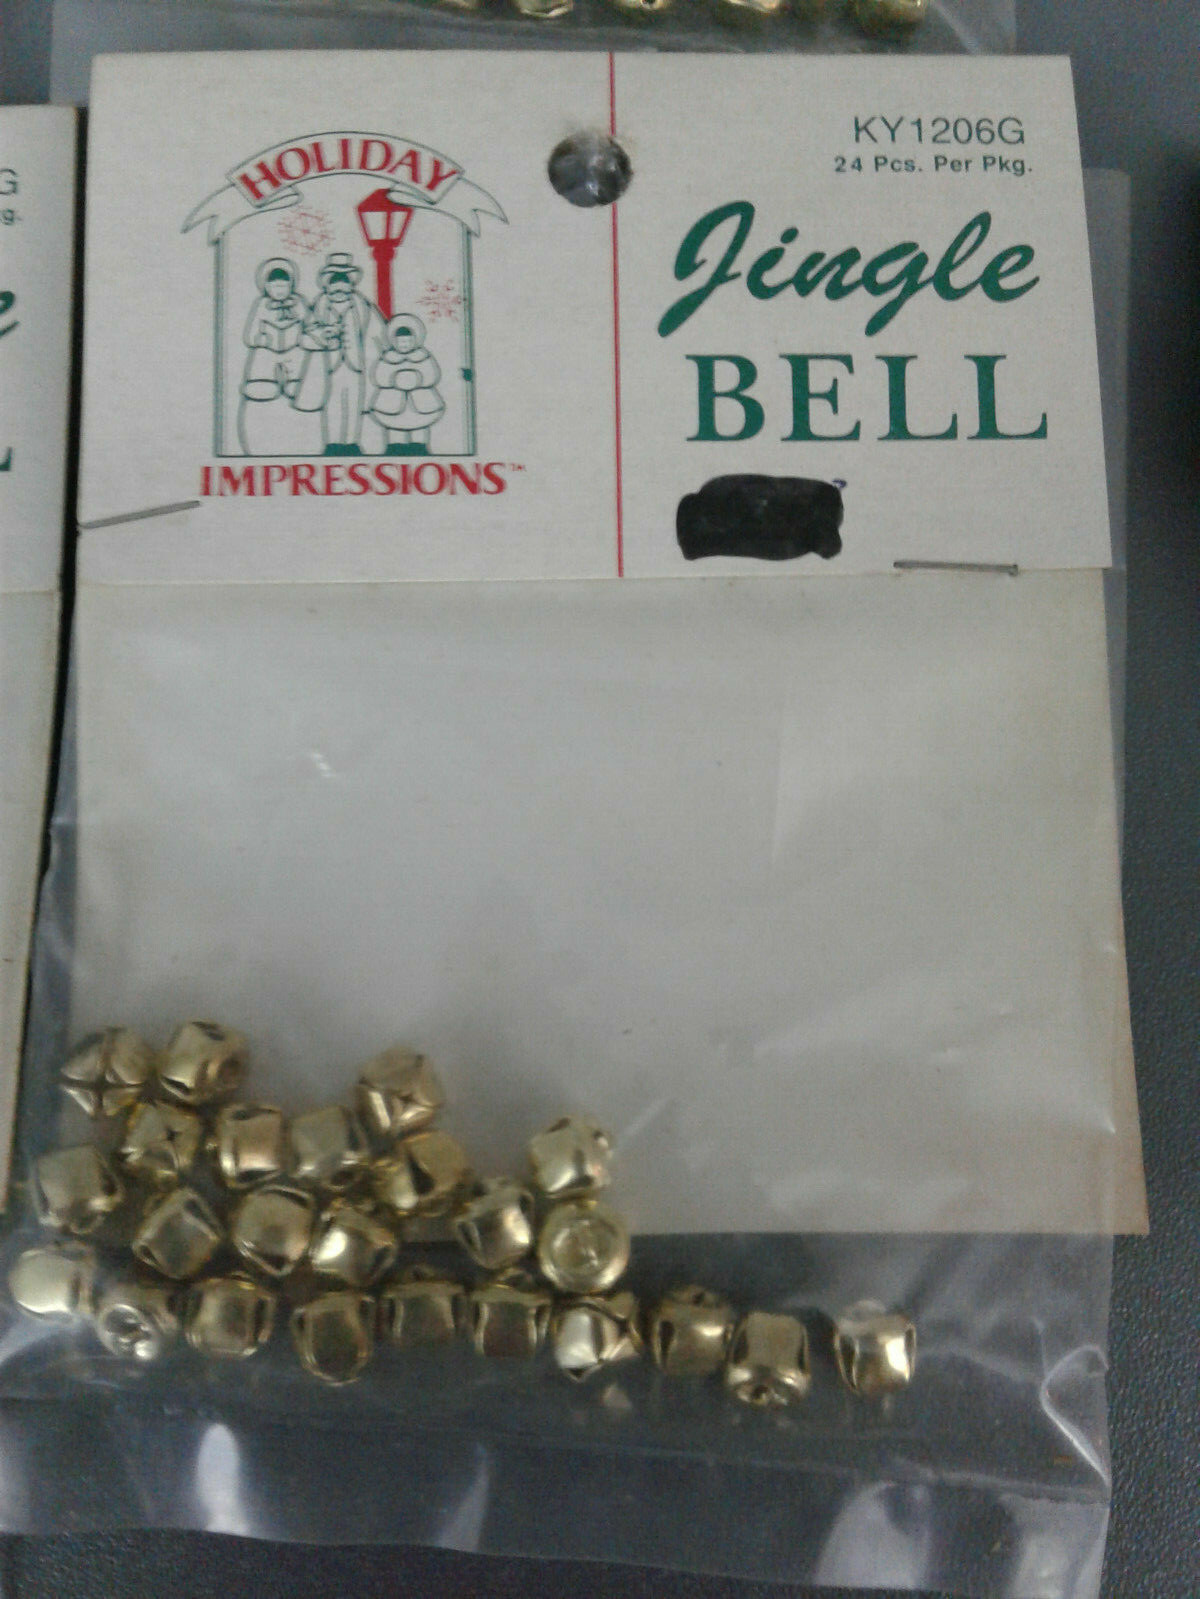 HOLIDAY
IMPRESSIONS™
KY1206G
24 Pcs. Per Pkg.
Jingle
BELL
G
g.
e
L